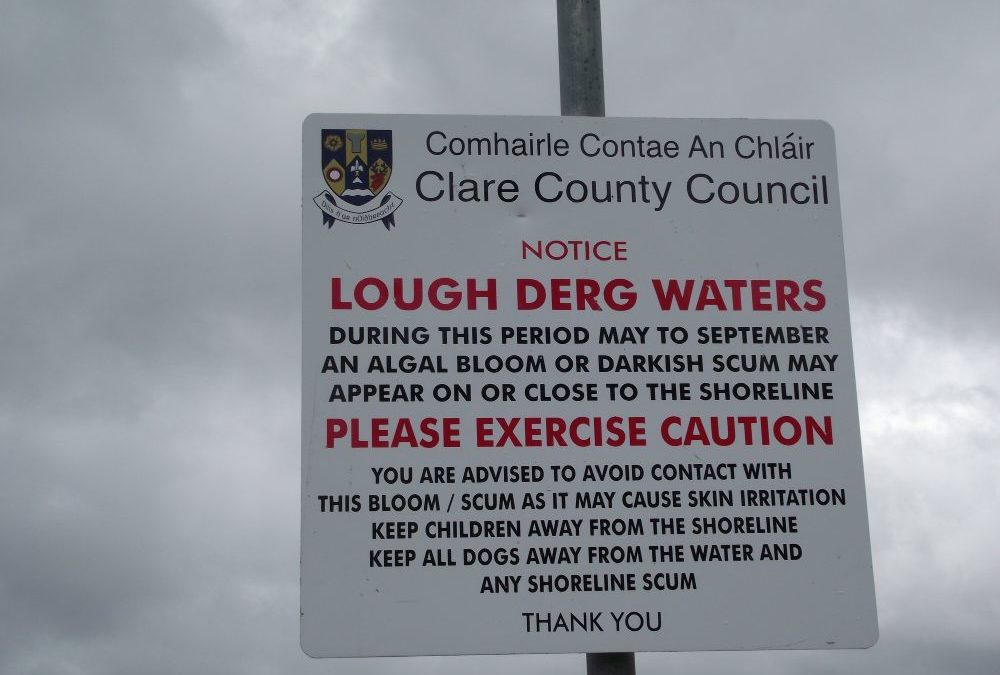 Comhairle Contae An Chláir
Clare County Council
NOTICE
LOUGH DERG WATERS
DURING THIS PERIOD MAY TO SEPTEMBER
AN ALGAL BLOOM OR DARKISH SCUM MAY
APPEAR ON OR CLOSE TO THE SHORELINE
PLEASE EXERCISE CAUTION
YOU ARE ADVISED TO AVOID CONTACT WITH
THIS BLOOM / SCUM AS IT MAY CAUSE SKIN IRRITATION
KEEP CHILDREN AWAY FROM THE SHORELINE
KEEP ALL DOGS AWAY FROM THE WATER AND
ANY SHORELINE SCUM
THANK YOU